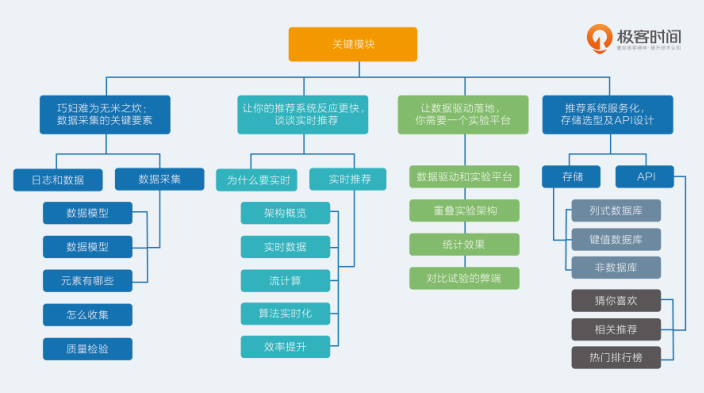 关键模块
极客时间
重拾极客精神·提升技术认知
巧妇难为无米之炊:
数据采集的关键要素
让你的推荐系统反应更快,
谈谈实时推荐
让数据驱动落地,
你需要一个实验平台
推荐系统服务化,
存储选型及API设计
日志和数据
数据采集
为什么要实时
实时推荐
数据驱动和实验平台
存储
API
数据模型
数据模型
元素有哪些
怎么收集
质量检验
架构概览
实时数据
流计算
算法实时化
效率提升
重叠实验架构
统计效果
对比试验的弊端
列式数据库
键值数据库
非数据库
猜你喜欢
相关推荐
热门排行榜